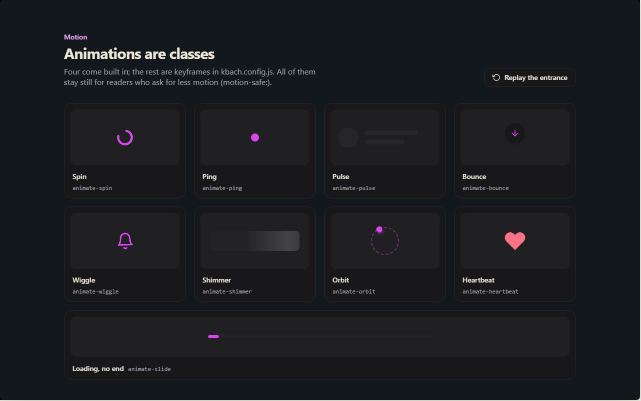 Motion
Animations are classes
Four come built in; the rest are keyframes in kbach.config.js. All of them
stay still for readers who ask for less motion (motion-safe:).
Replay the entrance
Spin
animate-spin
Ping
animate-ping
Pulse
animate-pulse
Bounce
animate-bounce
Wiggle
animate-wiggle
Shimmer
animate-shimmer
Orbit
animate-orbit
Heartbeat
animate-heartbeat
Loading, no end animate-slide